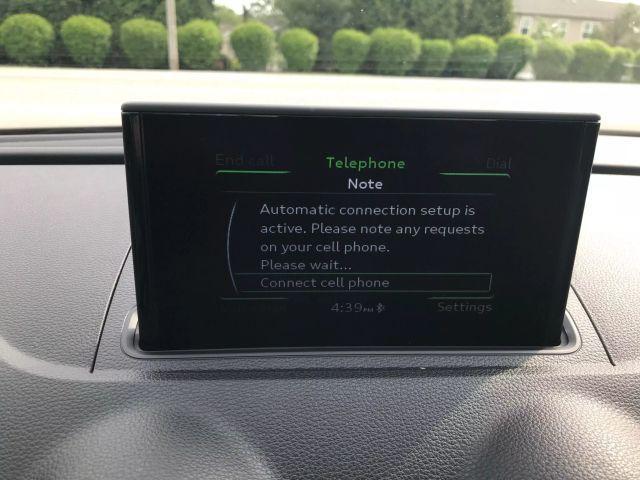 End call
Telephone
Dial
Note
Automatic connection setup is
active. Please note any requests
on your cell phone.
Please wait...
Connect cell phone
4:39PM
Settings